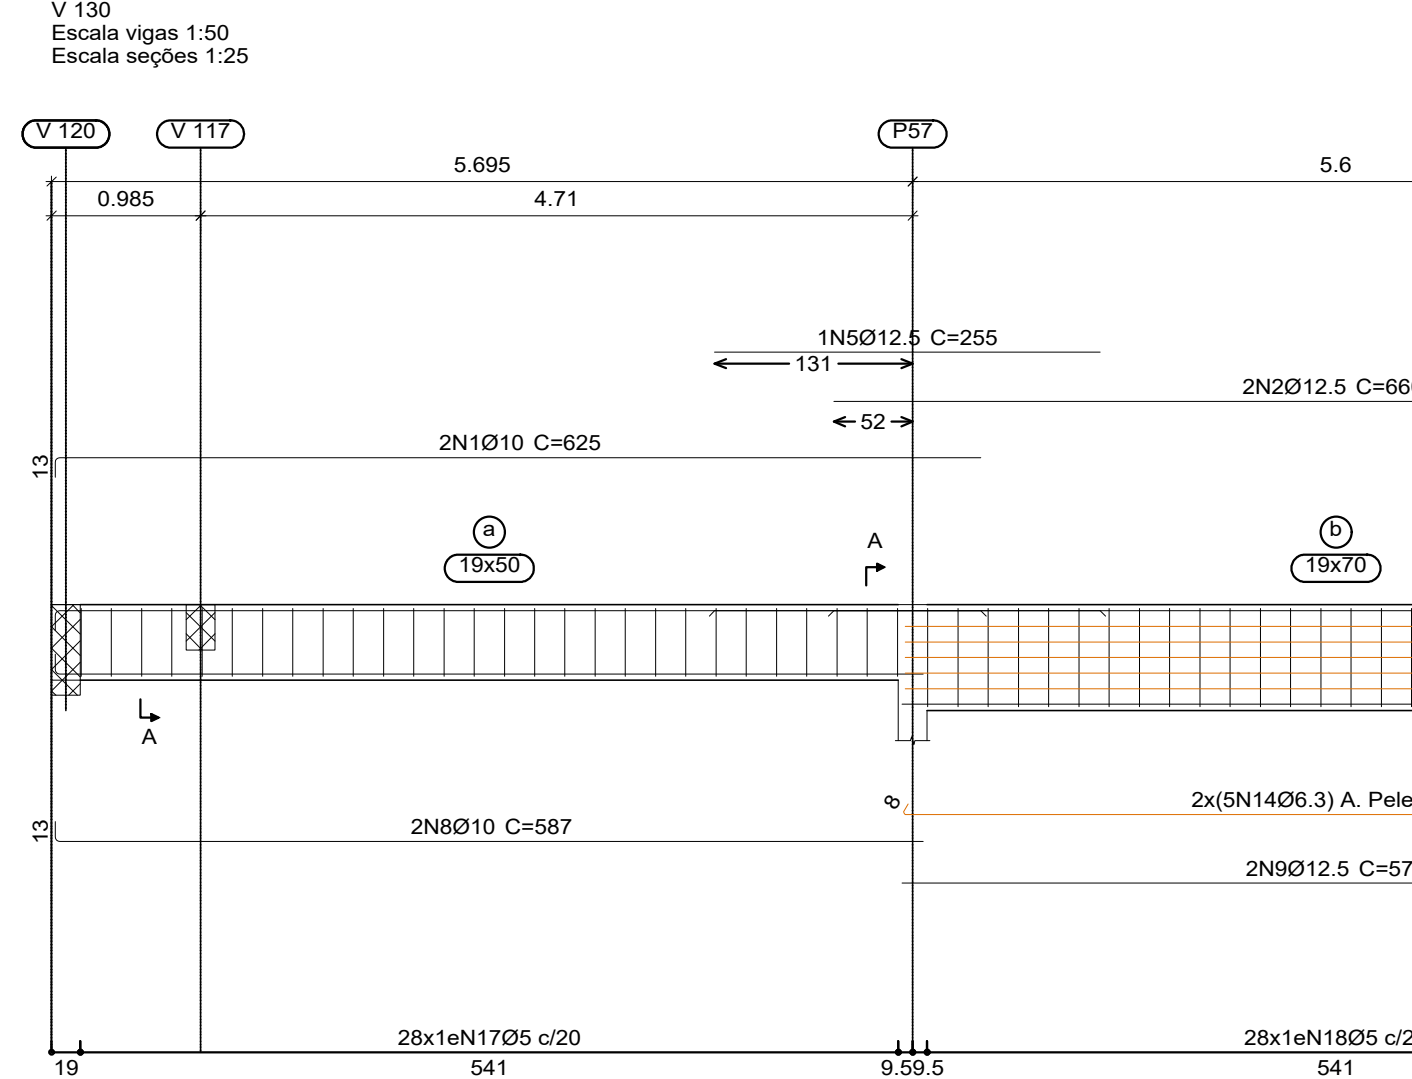 V 130
Escala vigas 1:50
Escala seções 1:25
V 120 V 117 P57
5.695 5.6
0.985 4.71
1N5Ø12.5 C=255
131
2N2Ø12.5 C=66
52
2N1Ø10 C=625
13
a A b
19x50 19x70
A
8 2x(5N14Ø6.3) A. Pele
13 2N8Ø10 C=587
2N9Ø12.5 C=57
28x1eN17Ø5 c/20 28x1eN18Ø5 c/2
19 541 9.59.5 541